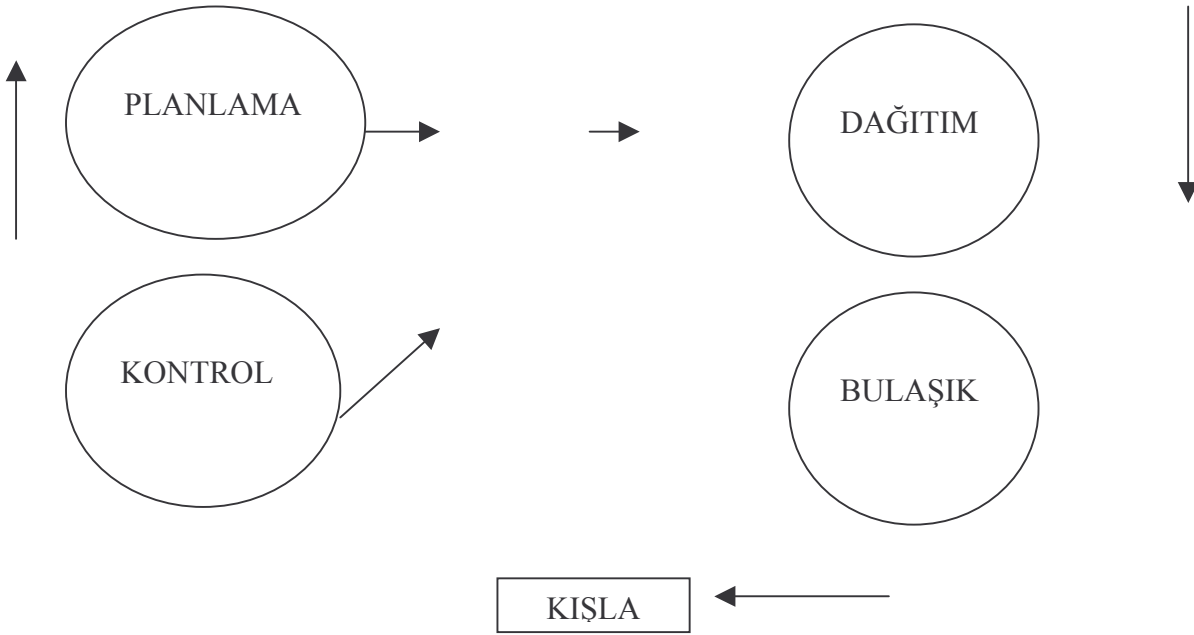 PLANLAMA
DAĞITIM
KONTROL
BULAŞIK
KIŞLA